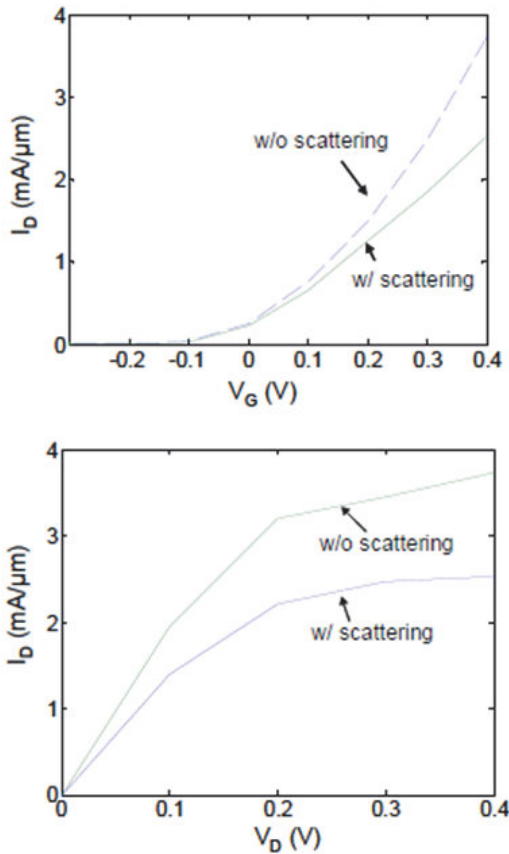 4
3
2
1
0
I_D (mA/μm)
w/o scattering
w/ scattering
-0.2 -0.1 0 0.1 0.2 0.3 0.4
V_G (V)
4
3
2
1
0
I_D (mA/μm)
w/o scattering
w/ scattering
0 0.1 0.2 0.3 0.4
V_D (V)